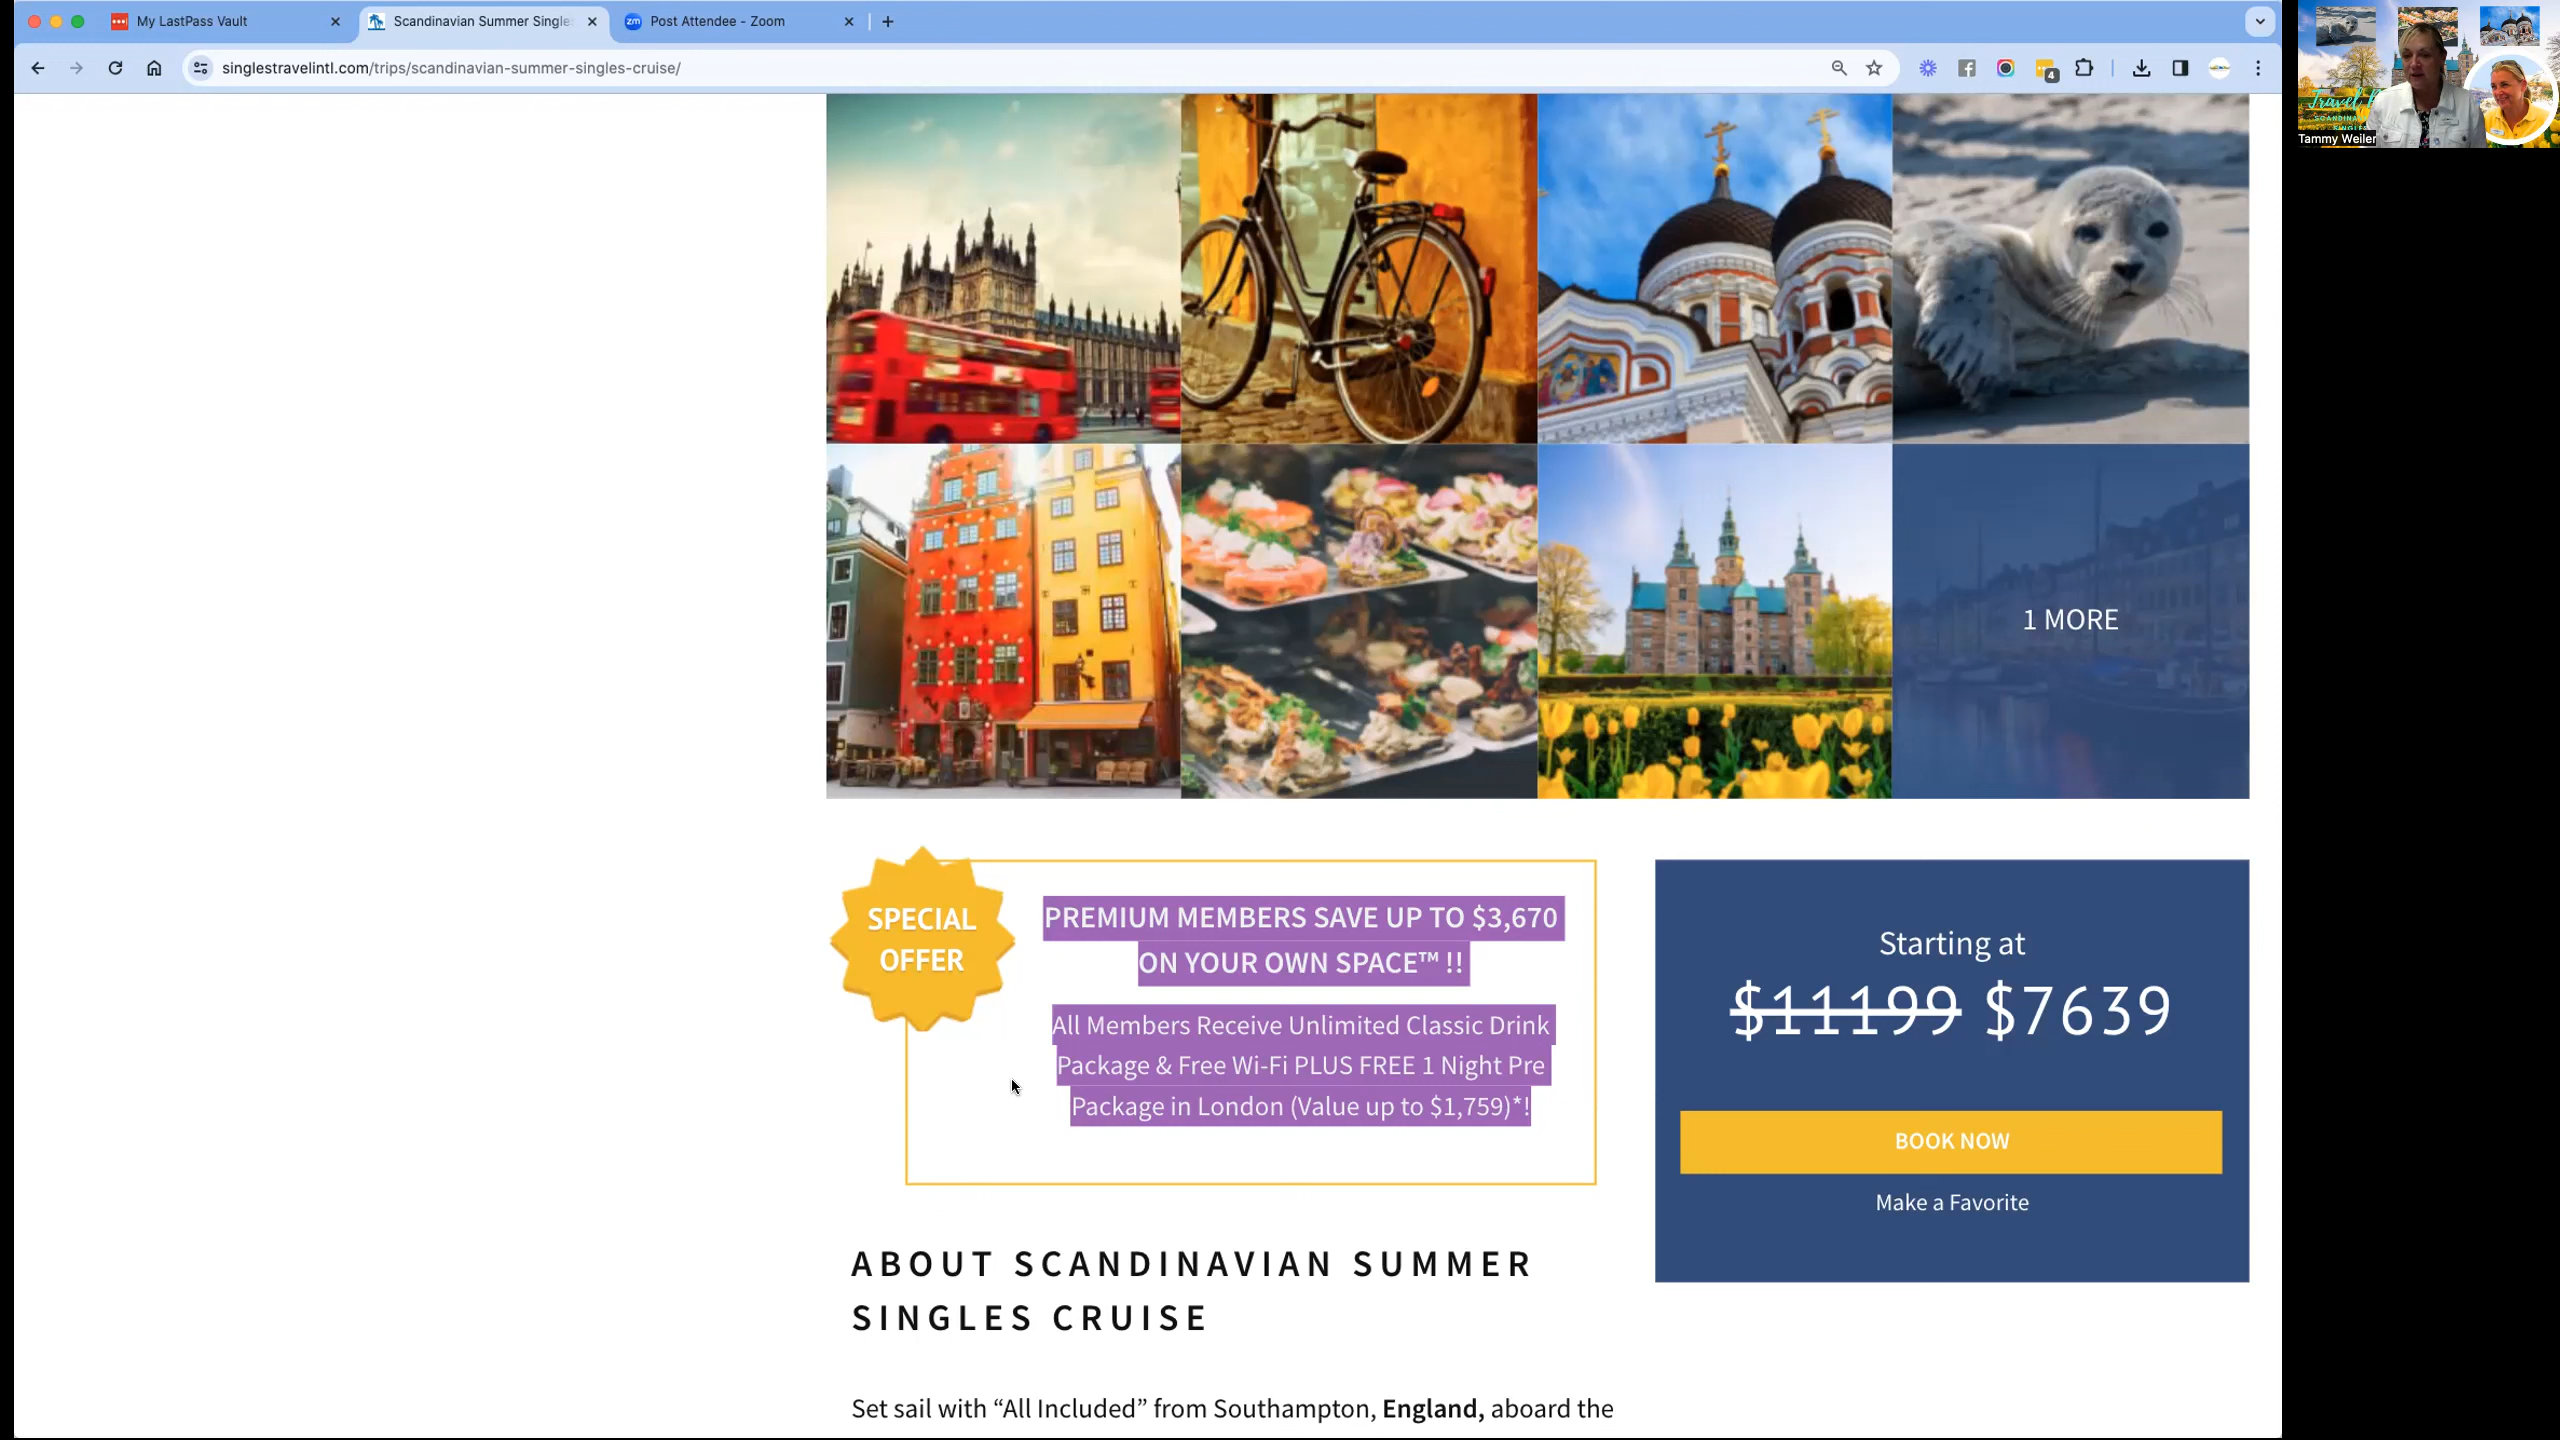 My LastPass Vault
Scandinavian Summer Single
Post Attendee - Zoom
singlestravelintl.com/trips/scandinavian-summer-singles-cruise/
4
Tammy Weiler
1 MORE
SPECIAL
OFFER
PREMIUM MEMBERS SAVE UP TO $3,670
ON YOUR OWN SPACE™ !!
All Members Receive Unlimited Classic Drink
Package & Free Wi-Fi PLUS FREE 1 Night Pre
Package in London (Value up to $1,759)*!
Starting at
$11199 $7639
BOOK NOW
Make a Favorite
ABOUT SCANDINAVIAN SUMMER
SINGLES CRUISE
Set sail with “All Included” from Southampton, England, aboard the